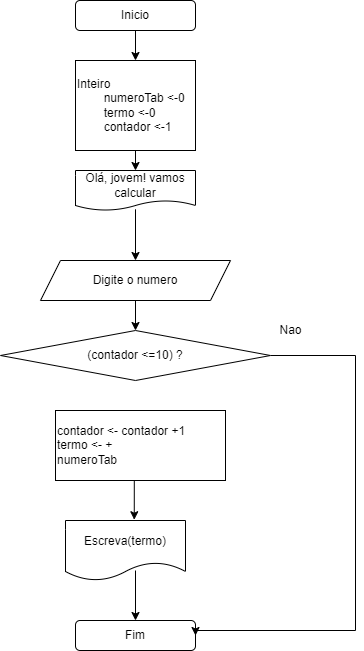 Inicio
Inteiro
numeroTab <-0
termo <-0
contador <-1
Olá, jovem! vamos
calcular
Digite o numero
Nao
(contador <=10) ?
contador <- contador +1
termo <- +
numeroTab
Escreva(termo)
Fim